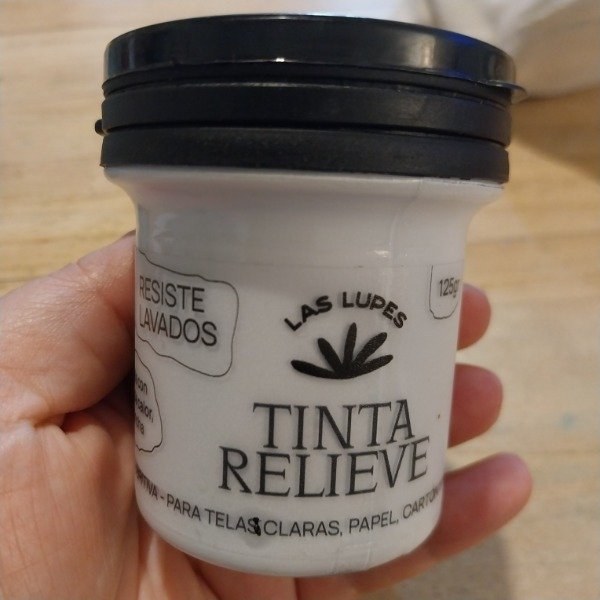 RESISTE
LAVADOS
LAS LUPES
125gr
TINTA
RELIEVE
- PARA TELAS CLARAS, PAPEL,